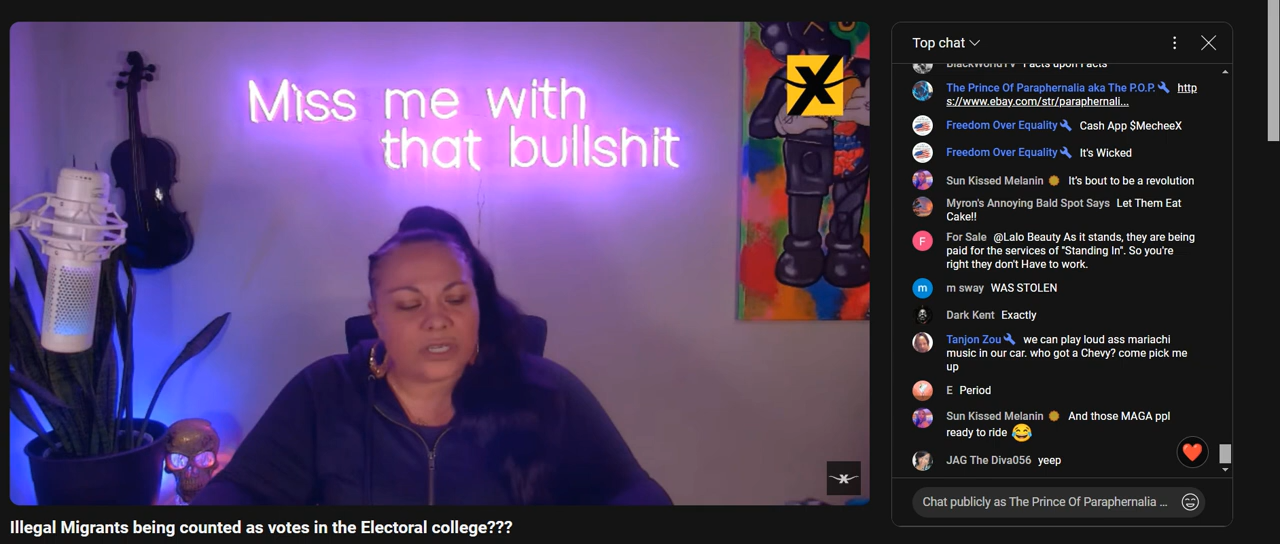 Miss me with
that bullshit
X
Illegal Migrants being counted as votes in the Electoral college???
Top chat
BlackWorldTV Facts upon Facts
The Prince Of Paraphernalia aka The P.O.P. http
s://www.ebay.com/str/paraphernali...
Freedom Over Equality Cash App $MecheeX
Freedom Over Equality It's Wicked
Sun Kissed Melanin It's bout to be a revolution
Myron's Annoying Bald Spot Says Let Them Eat
Cake!!
F
For Sale @Lalo Beauty As it stands, they are being
paid for the services of "Standing In". So you're
right they don't Have to work.
m
m sway WAS STOLEN
Dark Kent Exactly
Tanjon Zou we can play loud ass mariachi
music in our car. who got a Chevy? come pick me
up
E Period
Sun Kissed Melanin And those MAGA ppl
ready to ride 😂
JAG The Diva056 yeep
Chat publicly as The Prince Of Paraphernalia ...